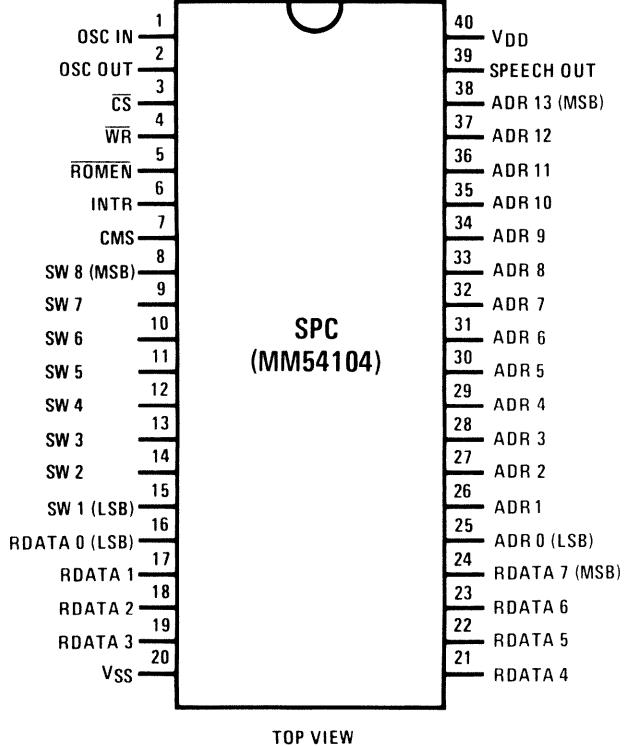 1 40
OSC IN VDD
2 39
OSC OUT SPEECH OUT
3 38
C̅S̅ ADR 13 (MSB)
4 37
W̅R̅ ADR 12
5 36
R̅O̅M̅E̅N̅ ADR 11
6 35
INTR ADR 10
7 34
CMS ADR 9
8 33
SW 8 (MSB) ADR 8
9 32
SW 7 ADR 7
10 31
SW 6 ADR 6
11 30
SW 5 ADR 5
12 29
SW 4 ADR 4
13 28
SW 3 ADR 3
14 27
SW 2 ADR 2
15 26
SW 1 (LSB) ADR 1
16 25
RDATA 0 (LSB) ADR 0 (LSB)
17 24
RDATA 1 RDATA 7 (MSB)
18 23
RDATA 2 RDATA 6
19 22
RDATA 3 RDATA 5
20 21
VSS RDATA 4
SPC
(MM54104)
TOP VIEW